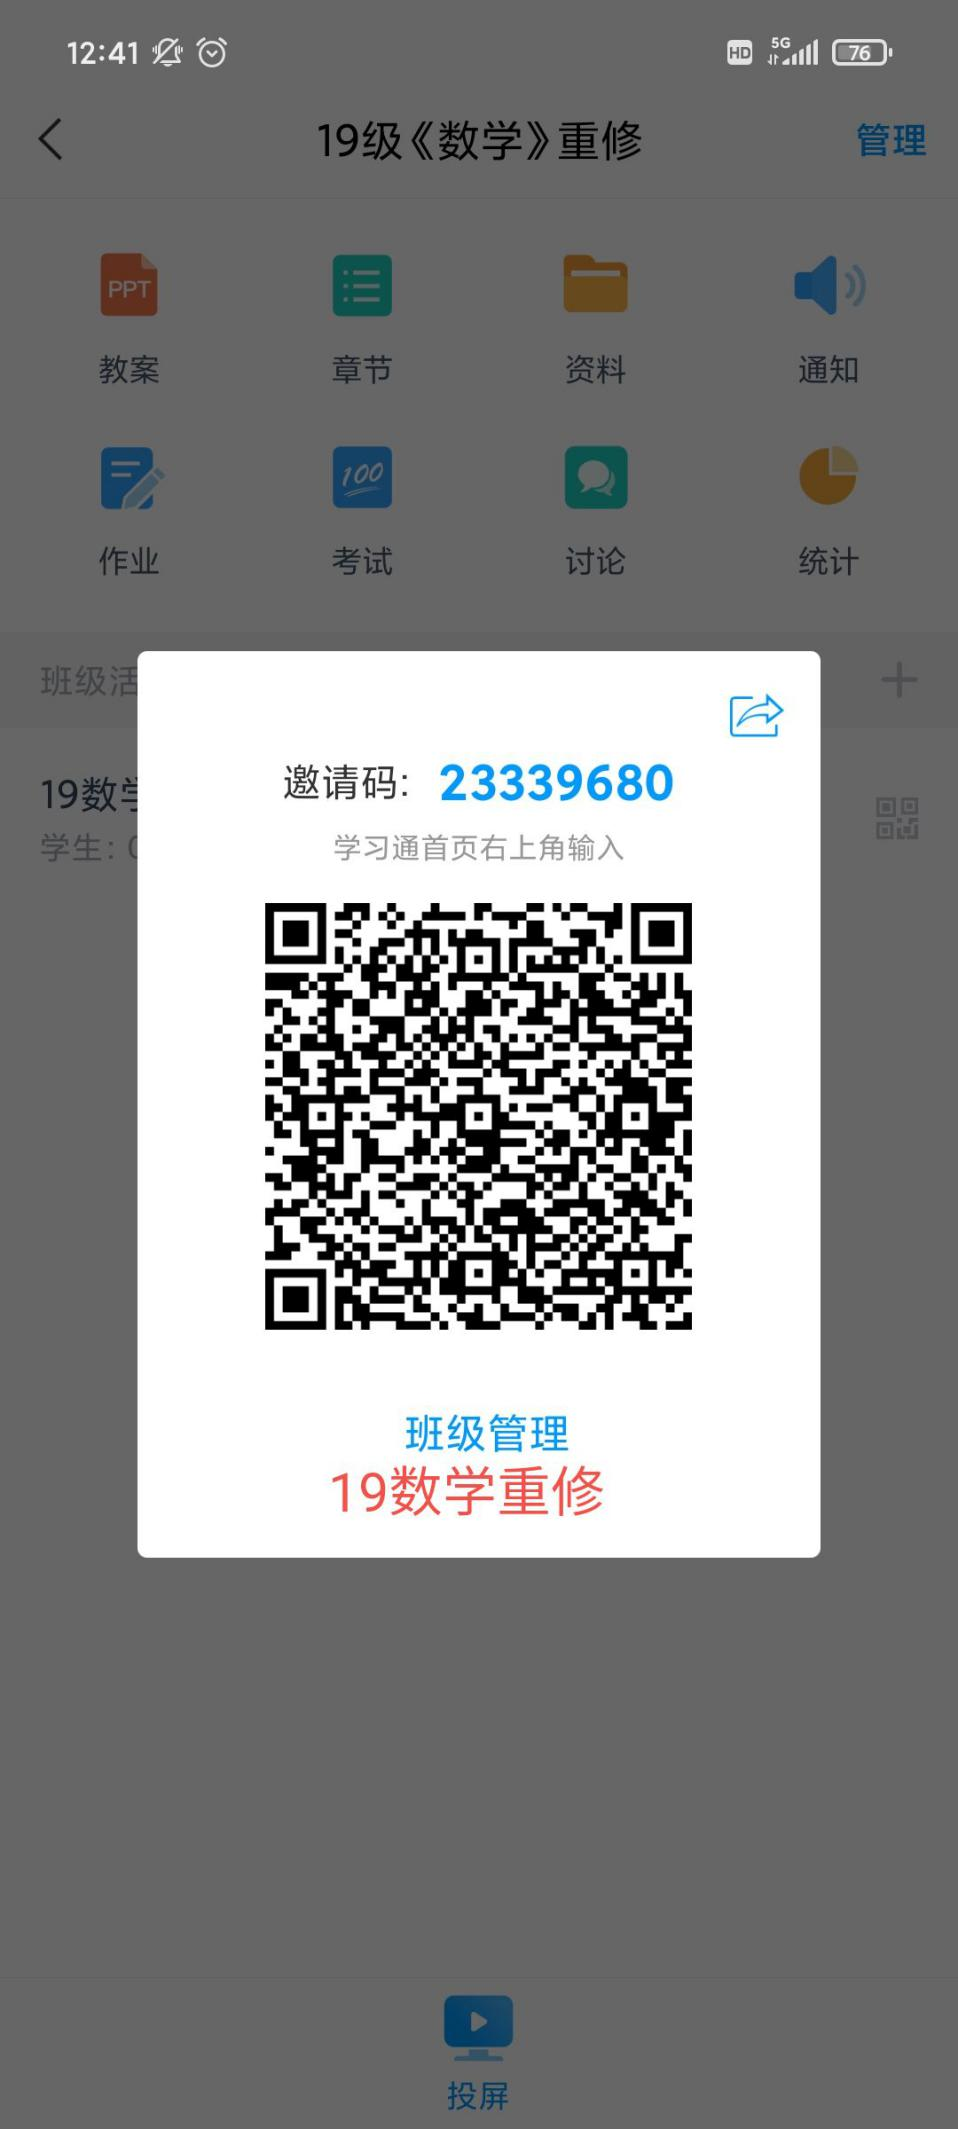 12:41
HD 5G 76
19级《数学》重修 管理
PPT
教案 章节 资料 通知
100
作业 考试 讨论 统计
班级活
邀请码: 23339680
19数学
学习通首页右上角输入
学生:
班级管理
19数学重修
投屏